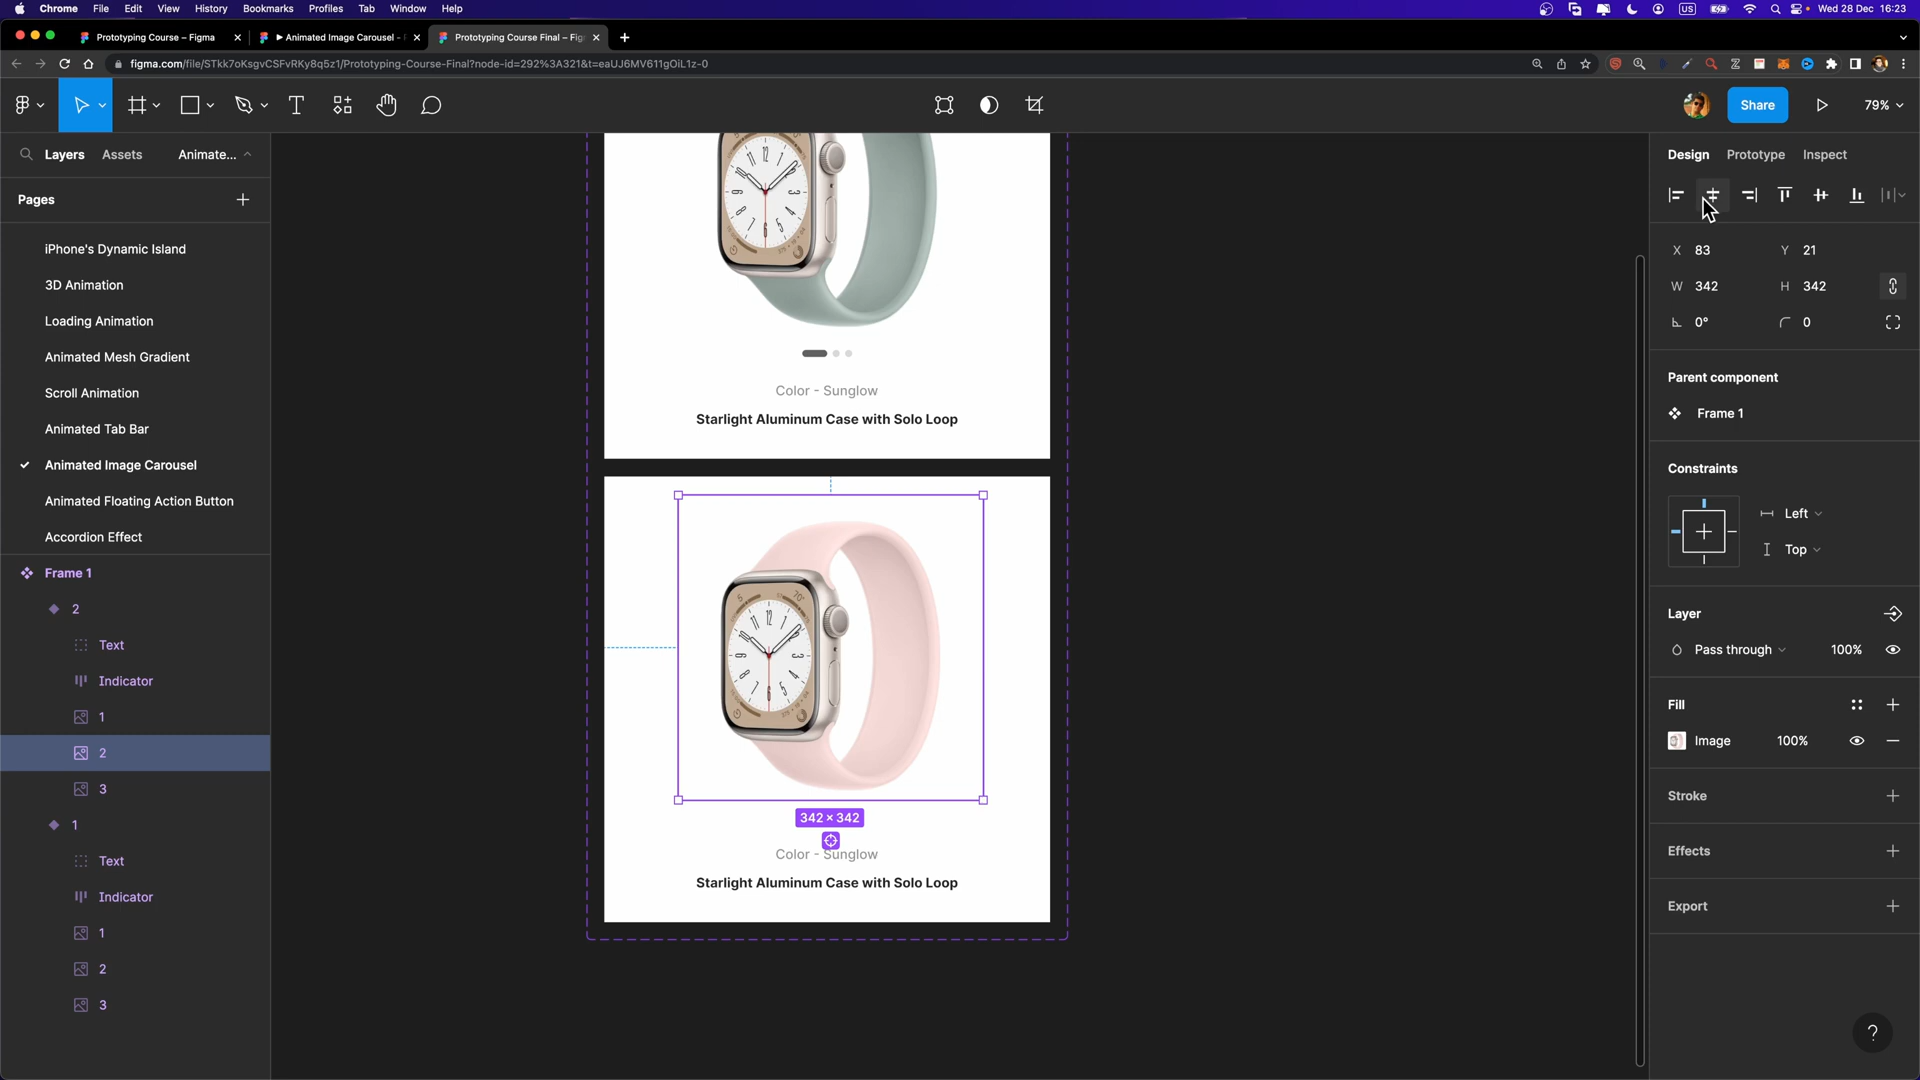 Chrome File Edit View History Bookmarks Profiles Tab Window Help US Wed 28 Dec 16:23
Prototyping Course – Figma Animated Image Carousel - Prototyping Course Final – Fig
figma.com/file/STkk7oKsgvCSFvRKy8q5z1/Prototyping-Course-Final?node-id=292%3A321&t=eaUJ6MV611gOiL1z-0
Share 79%
Layers Assets Animate...
Design Prototype Inspect
Pages
iPhone's Dynamic Island
3D Animation
Loading Animation
Animated Mesh Gradient
Scroll Animation
Animated Tab Bar
Animated Image Carousel
Animated Floating Action Button
Accordion Effect
Frame 1
2
Text
Indicator
1
2
3
1
Text
Indicator
1
2
3
Color - Sunglow
Starlight Aluminum Case with Solo Loop
342 × 342
Color - Sunglow
Starlight Aluminum Case with Solo Loop
X 83 Y 21
W 342 H 342
0° 0
Parent component
Frame 1
Constraints
Left
Top
Layer
Pass through 100%
Fill
Image 100%
Stroke
Effects
Export
?